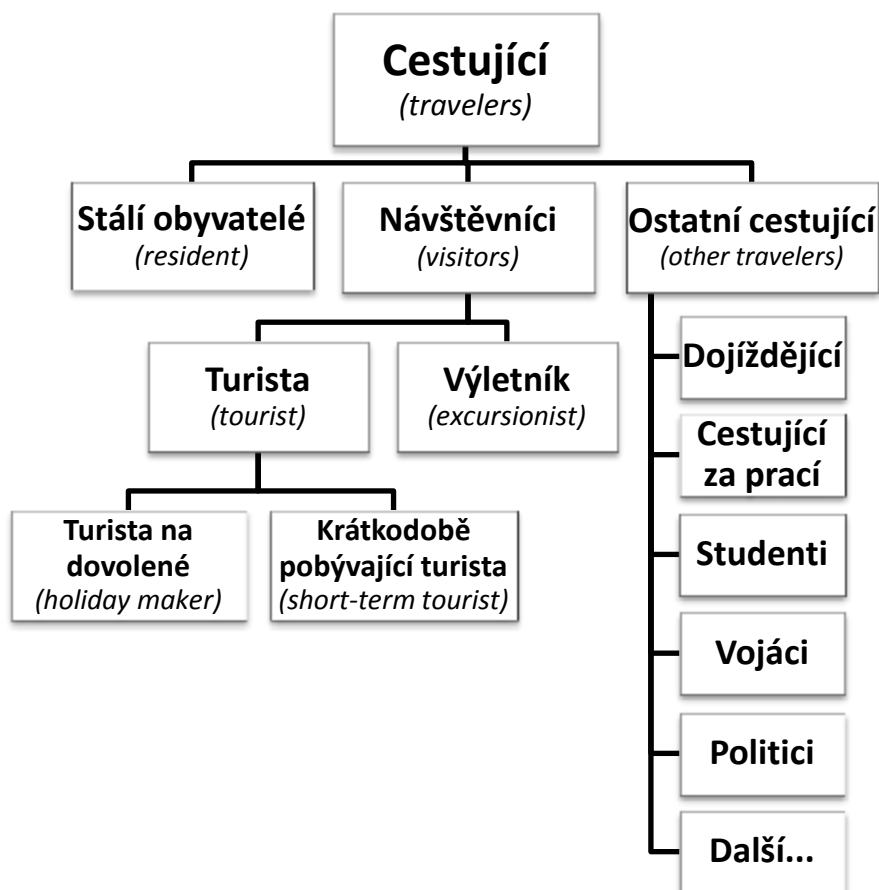 Cestující
(travelers)
Stálí obyvatelé
(resident)
Návštěvníci
(visitors)
Ostatní cestující
(other travelers)
Turista
(tourist)
Výletník
(excursionist)
Turista na
dovolené
(holiday maker)
Krátkodobě
pobývající turista
(short-term tourist)
Dojíždějící
Cestující
za prací
Studenti
Vojáci
Politici
Další...